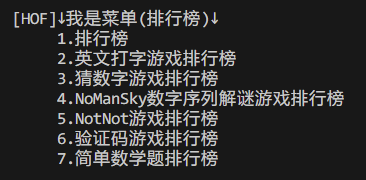 [HOF]↓我是菜单(排行榜)↓
1.排行榜
2.英文打字游戏排行榜
3.猜数字游戏排行榜
4.NoManSky数字序列解谜游戏排行榜
5.NotNot游戏排行榜
6.验证码游戏排行榜
7.简单数学题排行榜